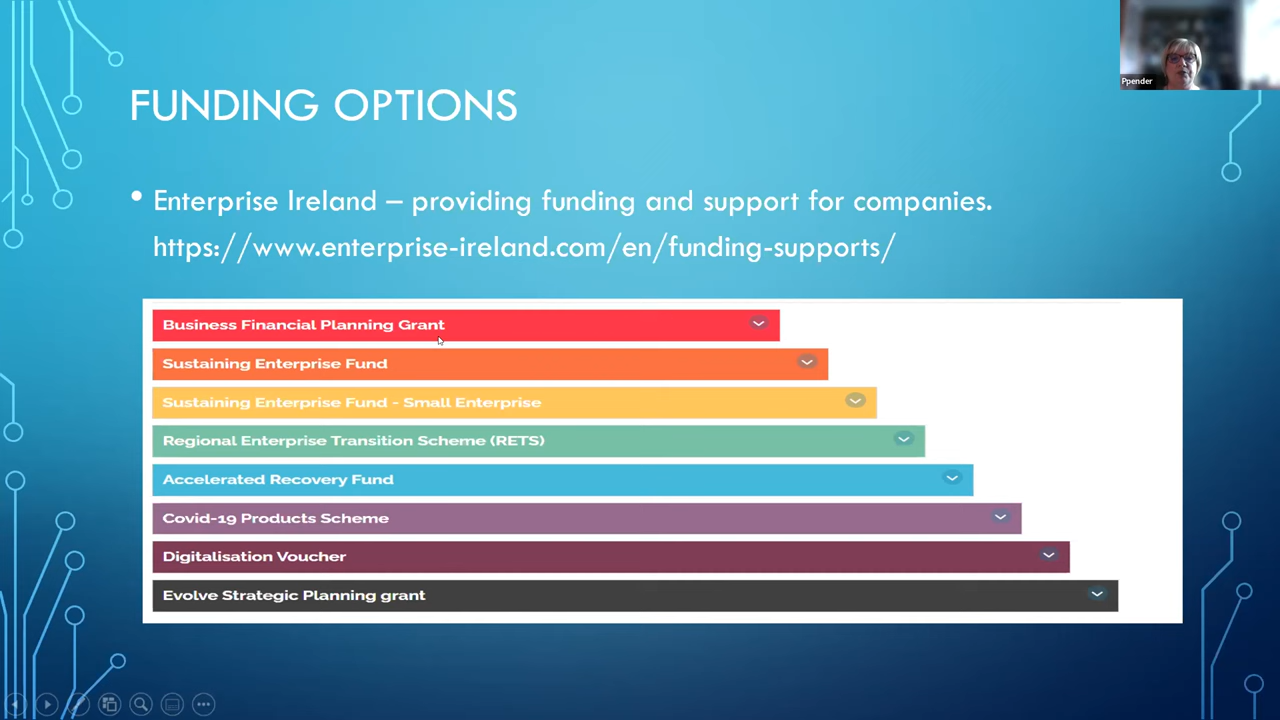 Ppender
FUNDING OPTIONS
• Enterprise Ireland – providing funding and support for companies.
https://www.enterprise-ireland.com/en/funding-supports/
Business Financial Planning Grant
Sustaining Enterprise Fund
Sustaining Enterprise Fund - Small Enterprise
Regional Enterprise Transition Scheme (RETS)
Accelerated Recovery Fund
Covid-19 Products Scheme
Digitalisation Voucher
Evolve Strategic Planning grant